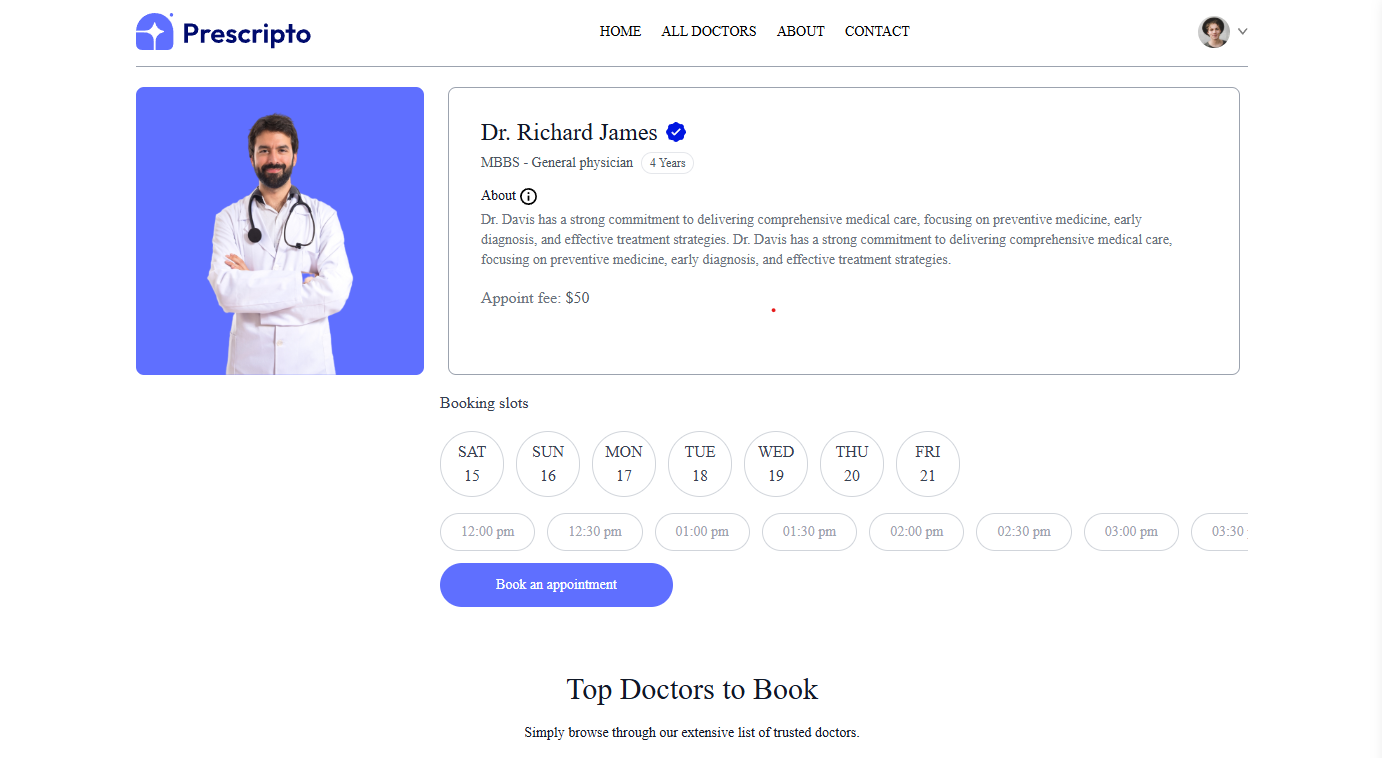 Prescripto
HOME ALL DOCTORS ABOUT CONTACT
Dr. Richard James
MBBS - General physician 4 Years
About
Dr. Davis has a strong commitment to delivering comprehensive medical care, focusing on preventive medicine, early
diagnosis, and effective treatment strategies. Dr. Davis has a strong commitment to delivering comprehensive medical care,
focusing on preventive medicine, early diagnosis, and effective treatment strategies.
Appoint fee: $50
Booking slots
SAT SUN MON TUE WED THU FRI
15 16 17 18 19 20 21
12:00 pm 12:30 pm 01:00 pm 01:30 pm 02:00 pm 02:30 pm 03:00 pm 03:30
Book an appointment
Top Doctors to Book
Simply browse through our extensive list of trusted doctors.